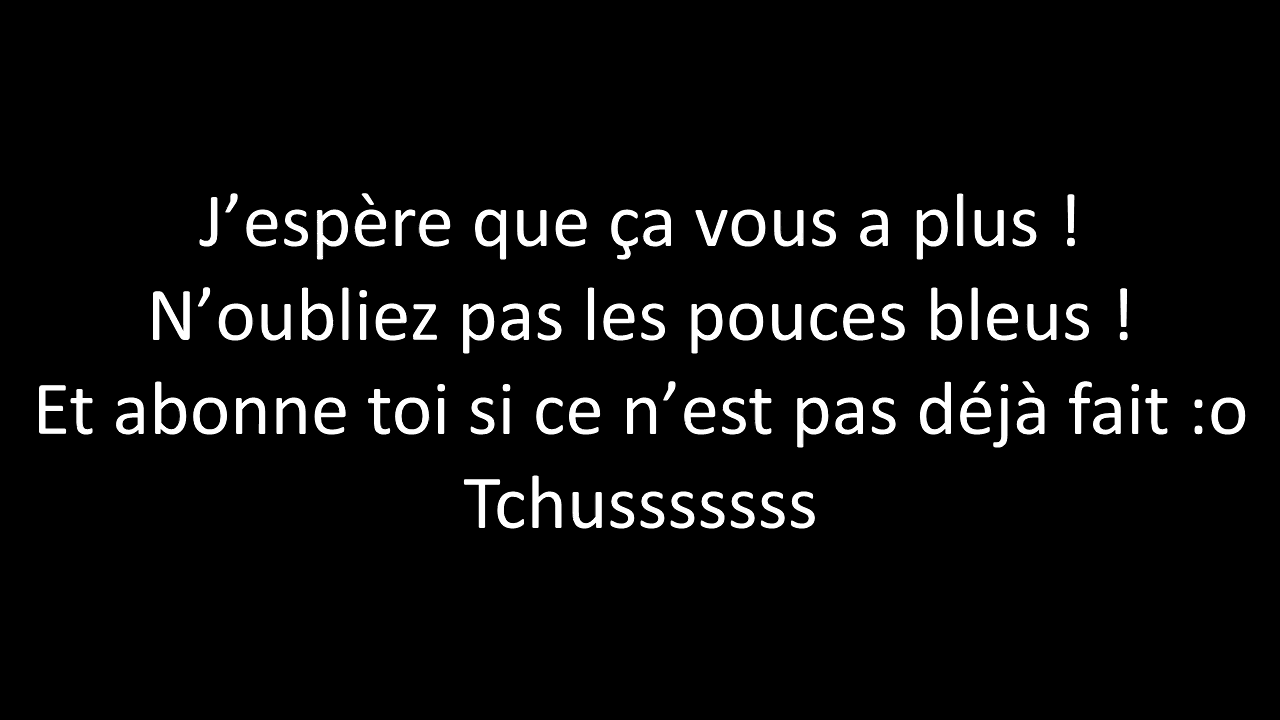 J’espère que ça vous a plus !
N’oubliez pas les pouces bleus !
Et abonne toi si ce n’est pas déjà fait :o
Tchusssssss